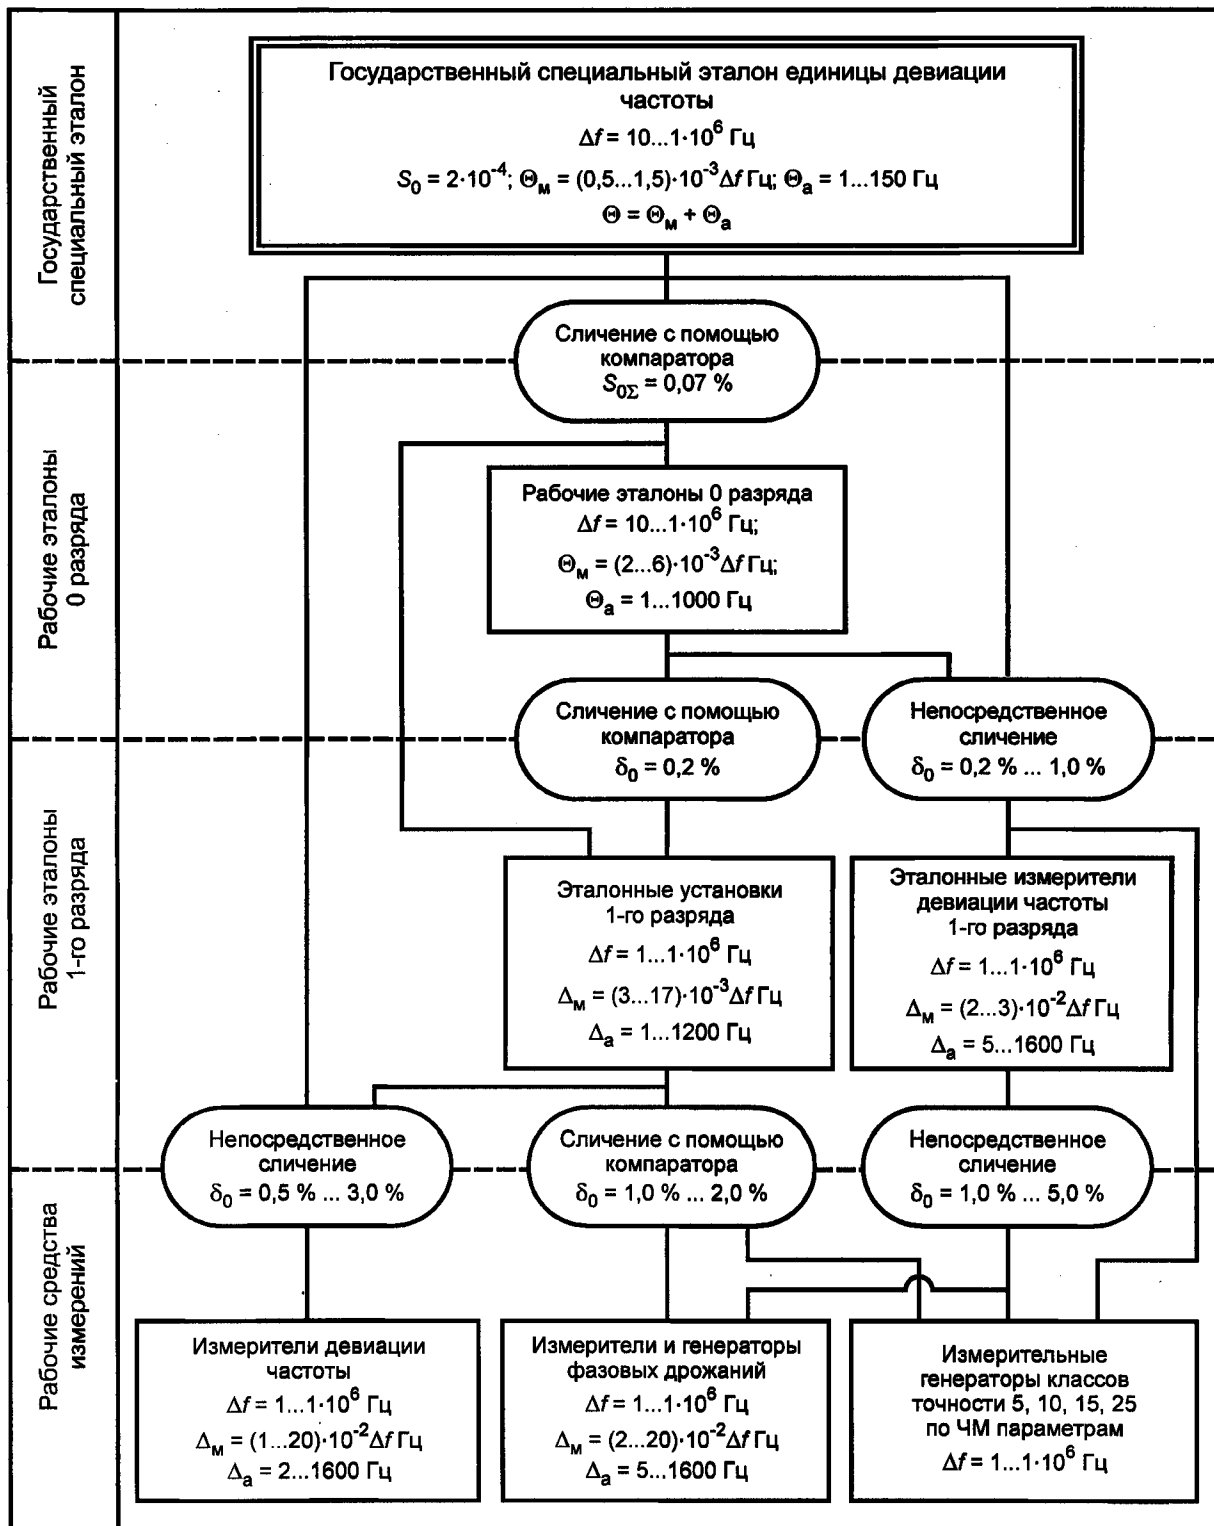 Государственный
специальный эталон
Государственный специальный эталон единицы девиации
частоты
Δf = 10...1·10⁶ Гц
S₀ = 2·10⁻⁴; Θм = (0,5...1,5)·10⁻³Δf Гц; Θа = 1...150 Гц
Θ = Θм + Θа
Сличение с помощью
компаратора
S₀Σ = 0,07 %
Рабочие эталоны
0 разряда
Рабочие эталоны 0 разряда
Δf = 10...1·10⁶ Гц;
Θм = (2...6)·10⁻³Δf Гц;
Θа = 1...1000 Гц
Сличение с помощью
компаратора
δ₀ = 0,2 %
Непосредственное
сличение
δ₀ = 0,2 % ... 1,0 %
Рабочие эталоны
1-го разряда
Эталонные установки
1-го разряда
Δf = 1...1·10⁶ Гц
Δм = (3...17)·10⁻³Δf Гц
Δа = 1...1200 Гц
Эталонные измерители
девиации частоты
1-го разряда
Δf = 1...1·10⁶ Гц
Δм = (2...3)·10⁻²Δf Гц
Δа = 5...1600 Гц
Непосредственное
сличение
δ₀ = 0,5 % ... 3,0 %
Сличение с помощью
компаратора
δ₀ = 1,0 % ... 2,0 %
Непосредственное
сличение
δ₀ = 1,0 % ... 5,0 %
Рабочие средства
измерений
Измерители девиации
частоты
Δf = 1...1·10⁶ Гц
Δм = (1...20)·10⁻²Δf Гц
Δа = 2...1600 Гц
Измерители и генераторы
фазовых дрожаний
Δf = 1...1·10⁶ Гц
Δм = (2...20)·10⁻²Δf Гц
Δа = 5...1600 Гц
Измерительные
генераторы классов
точности 5, 10, 15, 25
по ЧМ параметрам
Δf = 1...1·10⁶ Гц